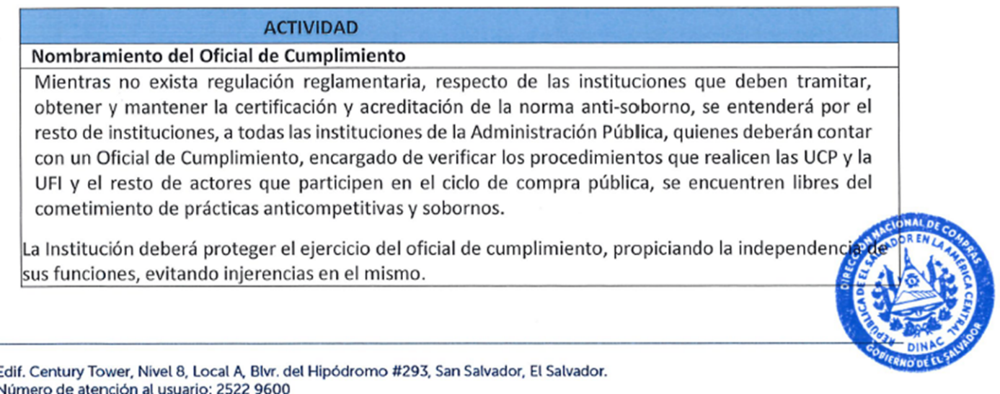 ACTIVIDAD
Nombramiento del Oficial de Cumplimiento
Mientras no exista regulación reglamentaria, respecto de las instituciones que deben tramitar,
obtener y mantener la certificación y acreditación de la norma anti-soborno, se entenderá por el
resto de instituciones, a todas las instituciones de la Administración Pública, quienes deberán contar
con un Oficial de Cumplimiento, encargado de verificar los procedimientos que realicen las UCP y la
UFI y el resto de actores que participen en el ciclo de compra pública, se encuentren libres del
cometimiento de prácticas anticompetitivas y sobornos.
La Institución deberá proteger el ejercicio del oficial de cumplimiento, propiciando la independencia de
sus funciones, evitando injerencias en el mismo.
DIRECCIÓN NACIONAL DE COMPRAS
REPÚBLICA DE EL SALVADOR EN LA AMÉRICA CENTRAL
DINAC
GOBIERNO DE EL SALVADOR
Edif. Century Tower, Nivel 8, Local A, Blvr. del Hipódromo #293, San Salvador, El Salvador.
Número de atención al usuario: 2522 9600